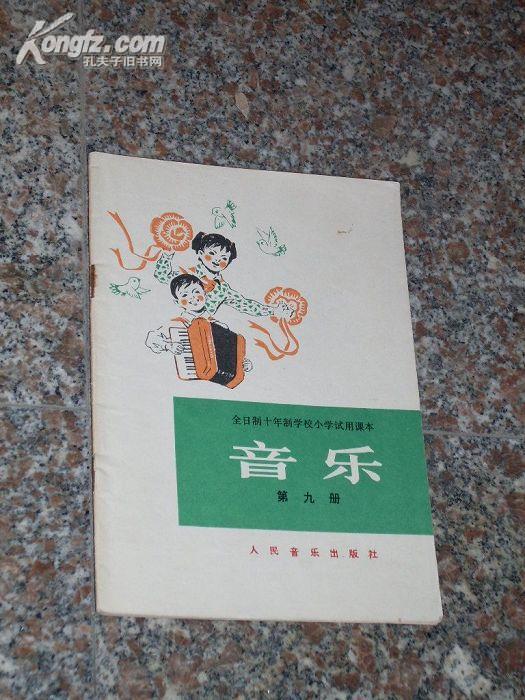 Kongfz.com
孔夫子旧书网
全日制十年制学校小学试用课本
音乐
第九册
人民音乐出版社